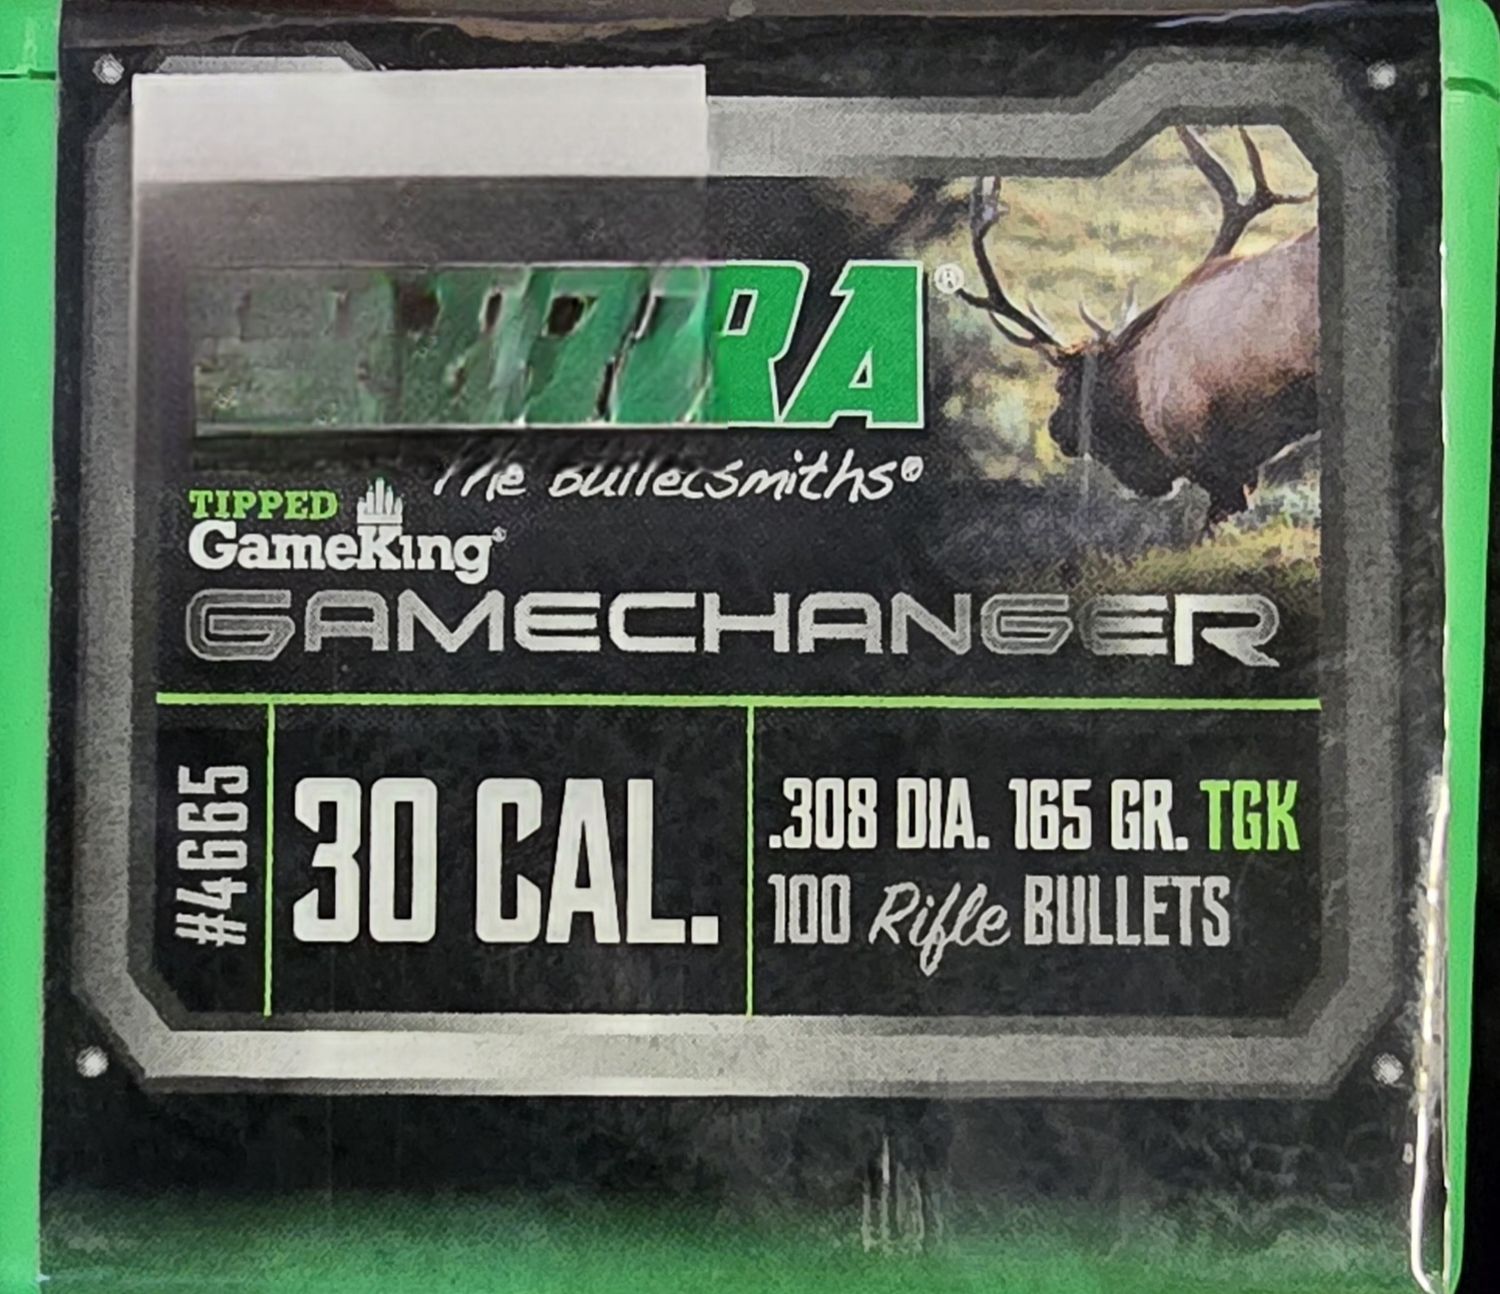 RA®
The Bulletsmiths®
TIPPED
GameKing®
GAMECHANGER
#4665
30 CAL.
.308 DIA. 165 GR. TGK
100 Rifle BULLETS